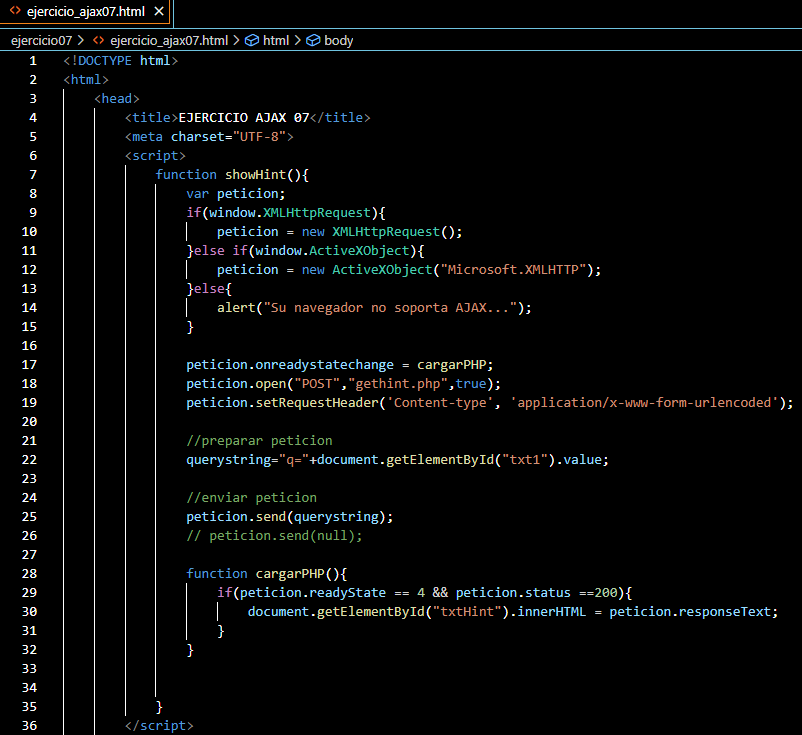 ejercicio_ajax07.html
ejercicio07 > ejercicio_ajax07.html > html > body
1 <!DOCTYPE html>
2 <html>
3 <head>
4 <title>EJERCICIO AJAX 07</title>
5 <meta charset="UTF-8">
6 <script>
7 function showHint(){
8 var peticion;
9 if(window.XMLHttpRequest){
10 peticion = new XMLHttpRequest();
11 }else if(window.ActiveXObject){
12 peticion = new ActiveXObject("Microsoft.XMLHTTP");
13 }else{
14 alert("Su navegador no soporta AJAX...");
15 }
16
17 peticion.onreadystatechange = cargarPHP;
18 peticion.open("POST","gethint.php",true);
19 peticion.setRequestHeader('Content-type', 'application/x-www-form-urlencoded');
20
21 //preparar peticion
22 querystring="q="+document.getElementById("txt1").value;
23
24 //enviar peticion
25 peticion.send(querystring);
26 // peticion.send(null);
27
28 function cargarPHP(){
29 if(peticion.readyState == 4 && peticion.status ==200){
30 document.getElementById("txtHint").innerHTML = peticion.responseText;
31 }
32 }
33
34
35 }
36 </script>